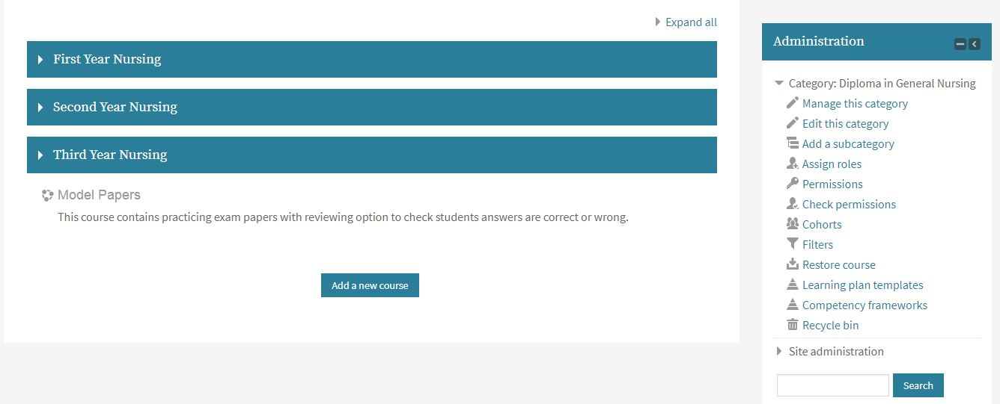 Expand all
First Year Nursing
Second Year Nursing
Third Year Nursing
Model Papers
This course contains practicing exam papers with reviewing option to check students answers are correct or wrong.
Add a new course
Administration
Category: Diploma in General Nursing
Manage this category
Edit this category
Add a subcategory
Assign roles
Permissions
Check permissions
Cohorts
Filters
Restore course
Learning plan templates
Competency frameworks
Recycle bin
Site administration
Search